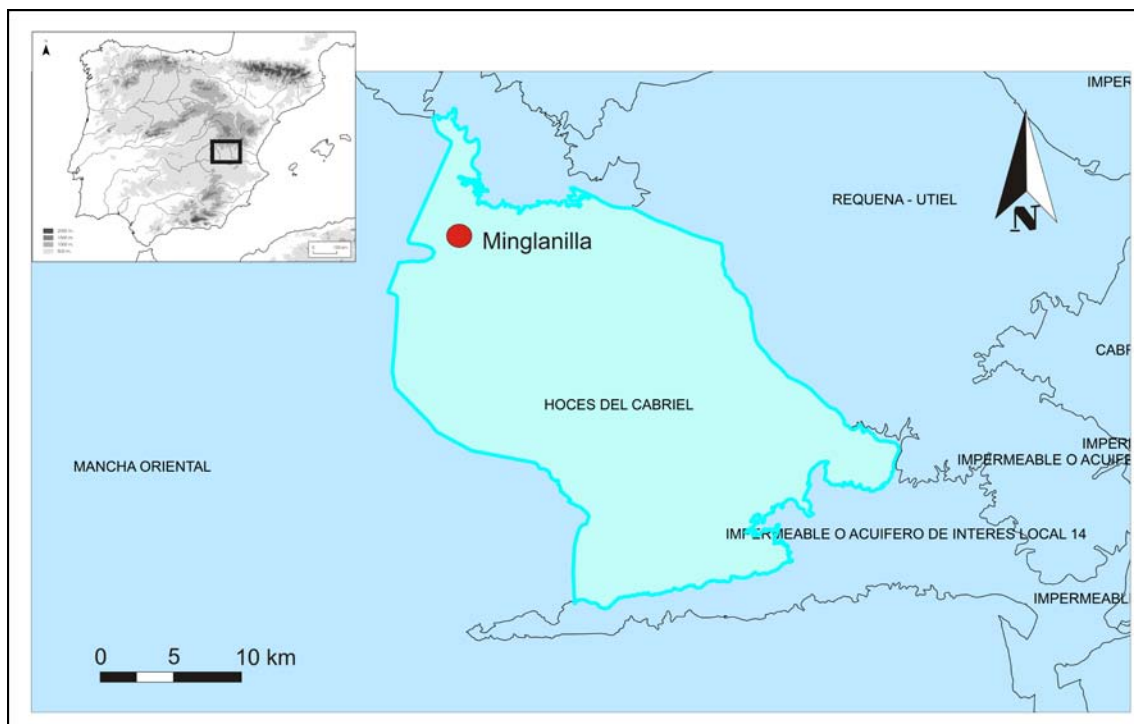 IMPER
REQUENA - UTIEL
N
Minglanilla
CABR
HOCES DEL CABRIEL
MANCHA ORIENTAL
IMPERI
IMPERMEABLE O ACUIFE
IMPERMEABLE O ACUIFERO DE INTERES LOCAL 14
IMPERMEABL
0 5 10 km